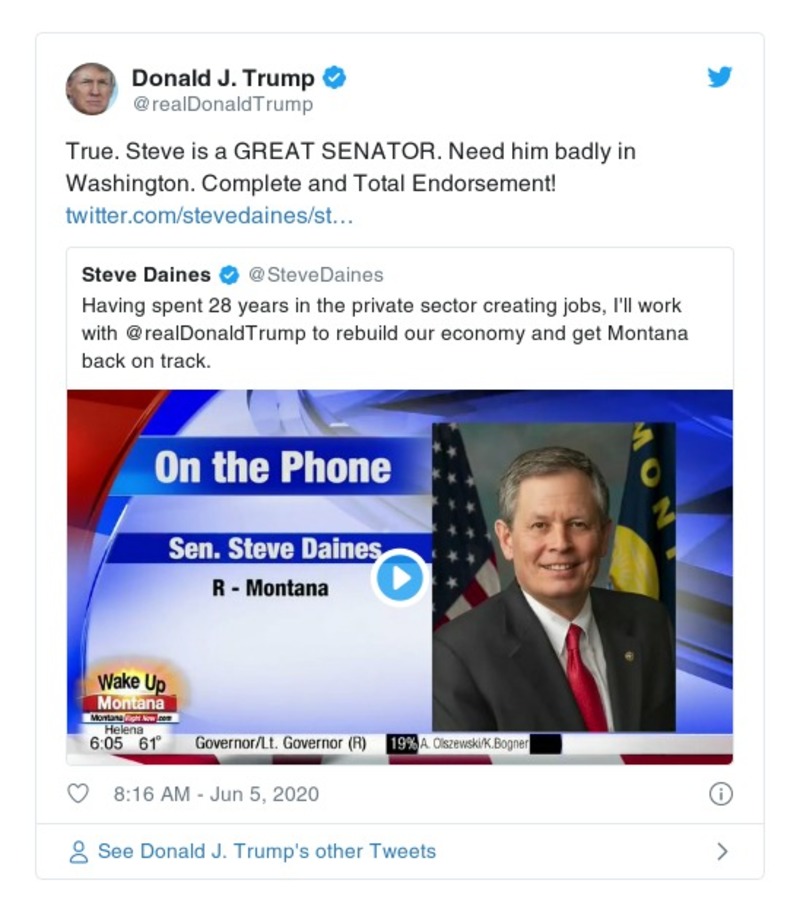 Donald J. Trump
@realDonaldTrump
True. Steve is a GREAT SENATOR. Need him badly in
Washington. Complete and Total Endorsement!
twitter.com/stevedaines/st…
Steve Daines @SteveDaines
Having spent 28 years in the private sector creating jobs, I'll work
with @realDonaldTrump to rebuild our economy and get Montana
back on track.
On the Phone
Sen. Steve Daines
R - Montana
MONT
Wake Up
Montana
Montana Right Now.com
Helena
6:05 61°
Governor/Lt. Governor (R) 19% A. Olszewski/K.Bogner
8:16 AM - Jun 5, 2020
See Donald J. Trump's other Tweets